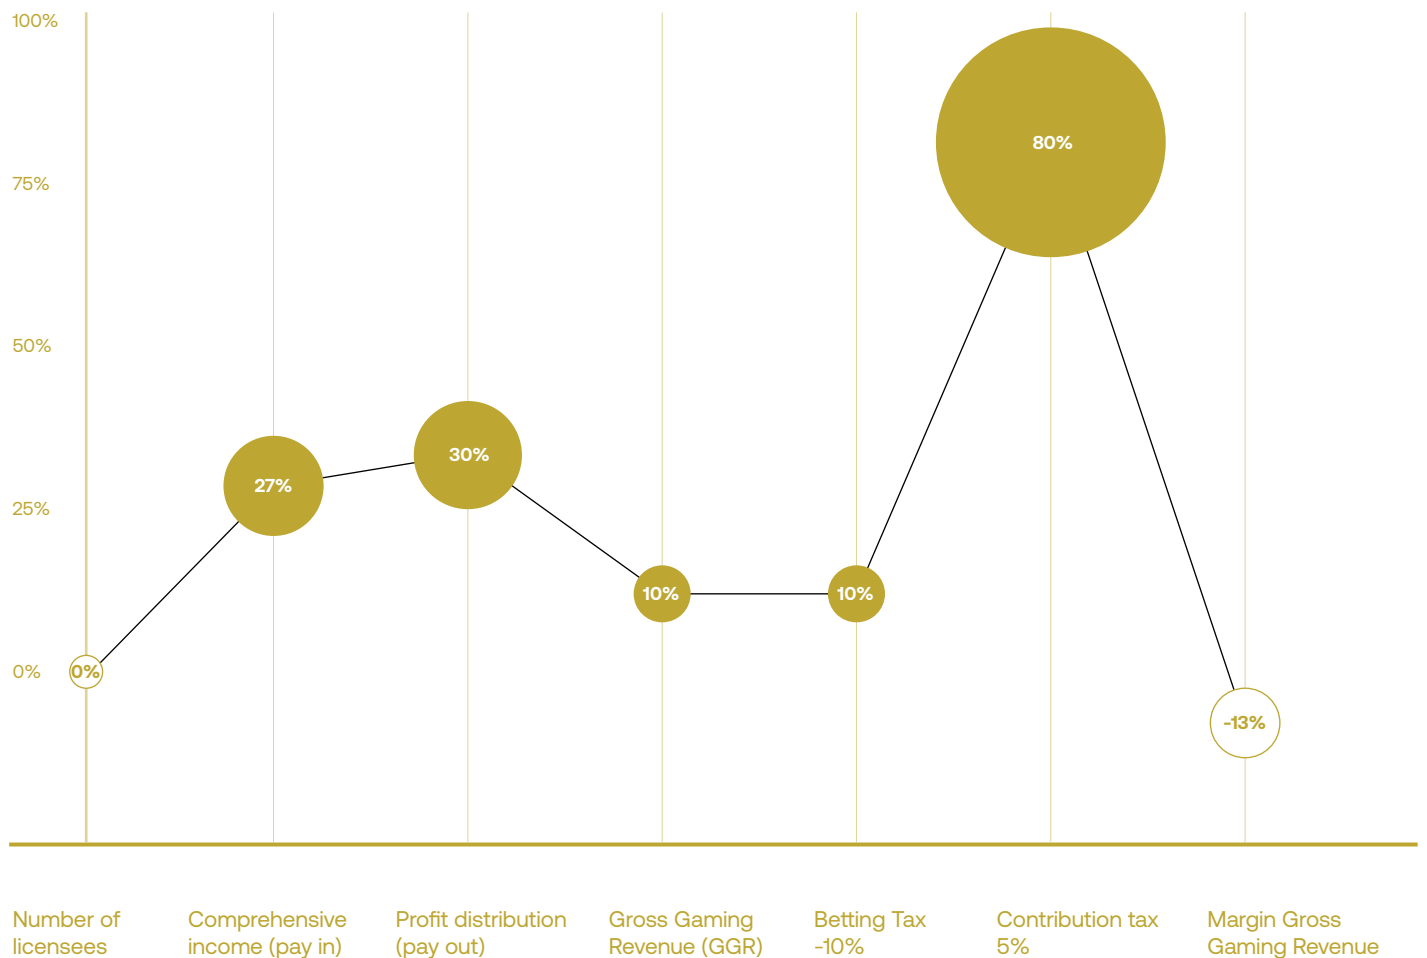 100%
75%
50%
25%
0%
0%
27%
30%
10%
10%
80%
-13%
Number of
licensees
Comprehensive
income (pay in)
Profit distribution
(pay out)
Gross Gaming
Revenue (GGR)
Betting Tax
-10%
Contribution tax
5%
Margin Gross
Gaming Revenue